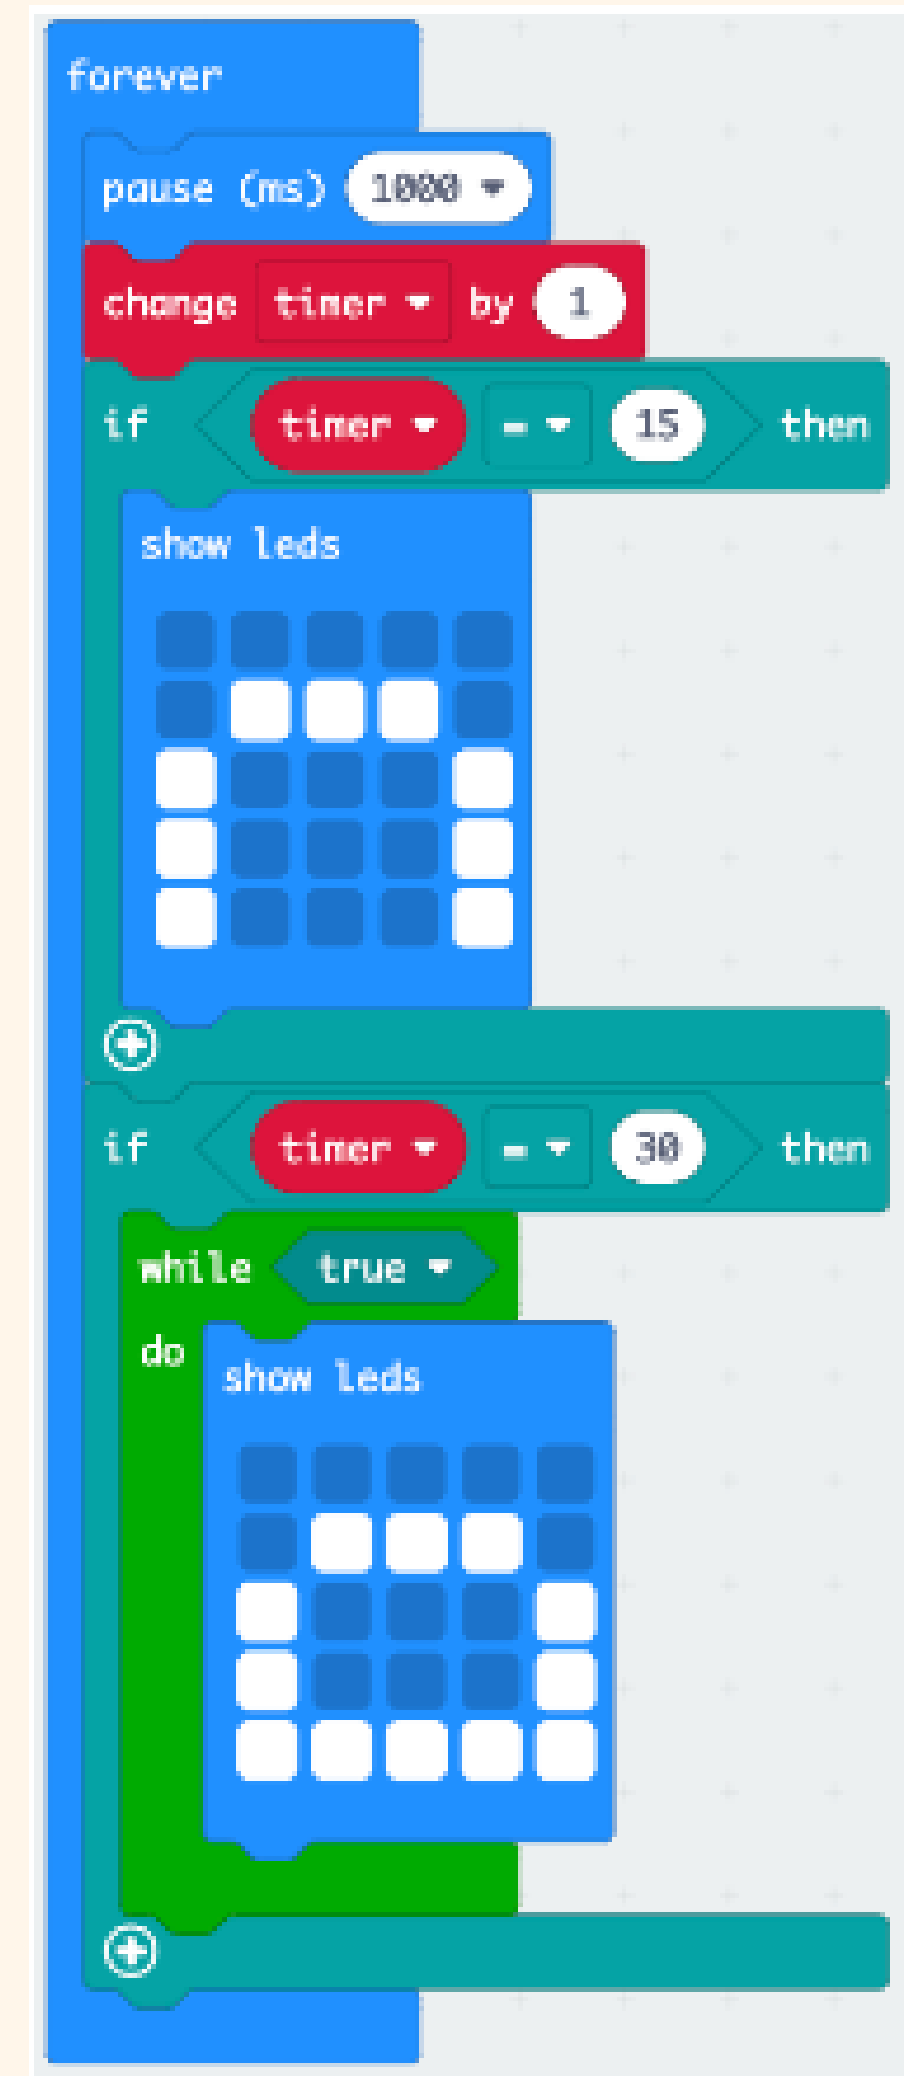 forever
pause (ms) 1000
change timer by 1
if timer = 15 then
show leds
if timer = 30 then
while true
do
show leds